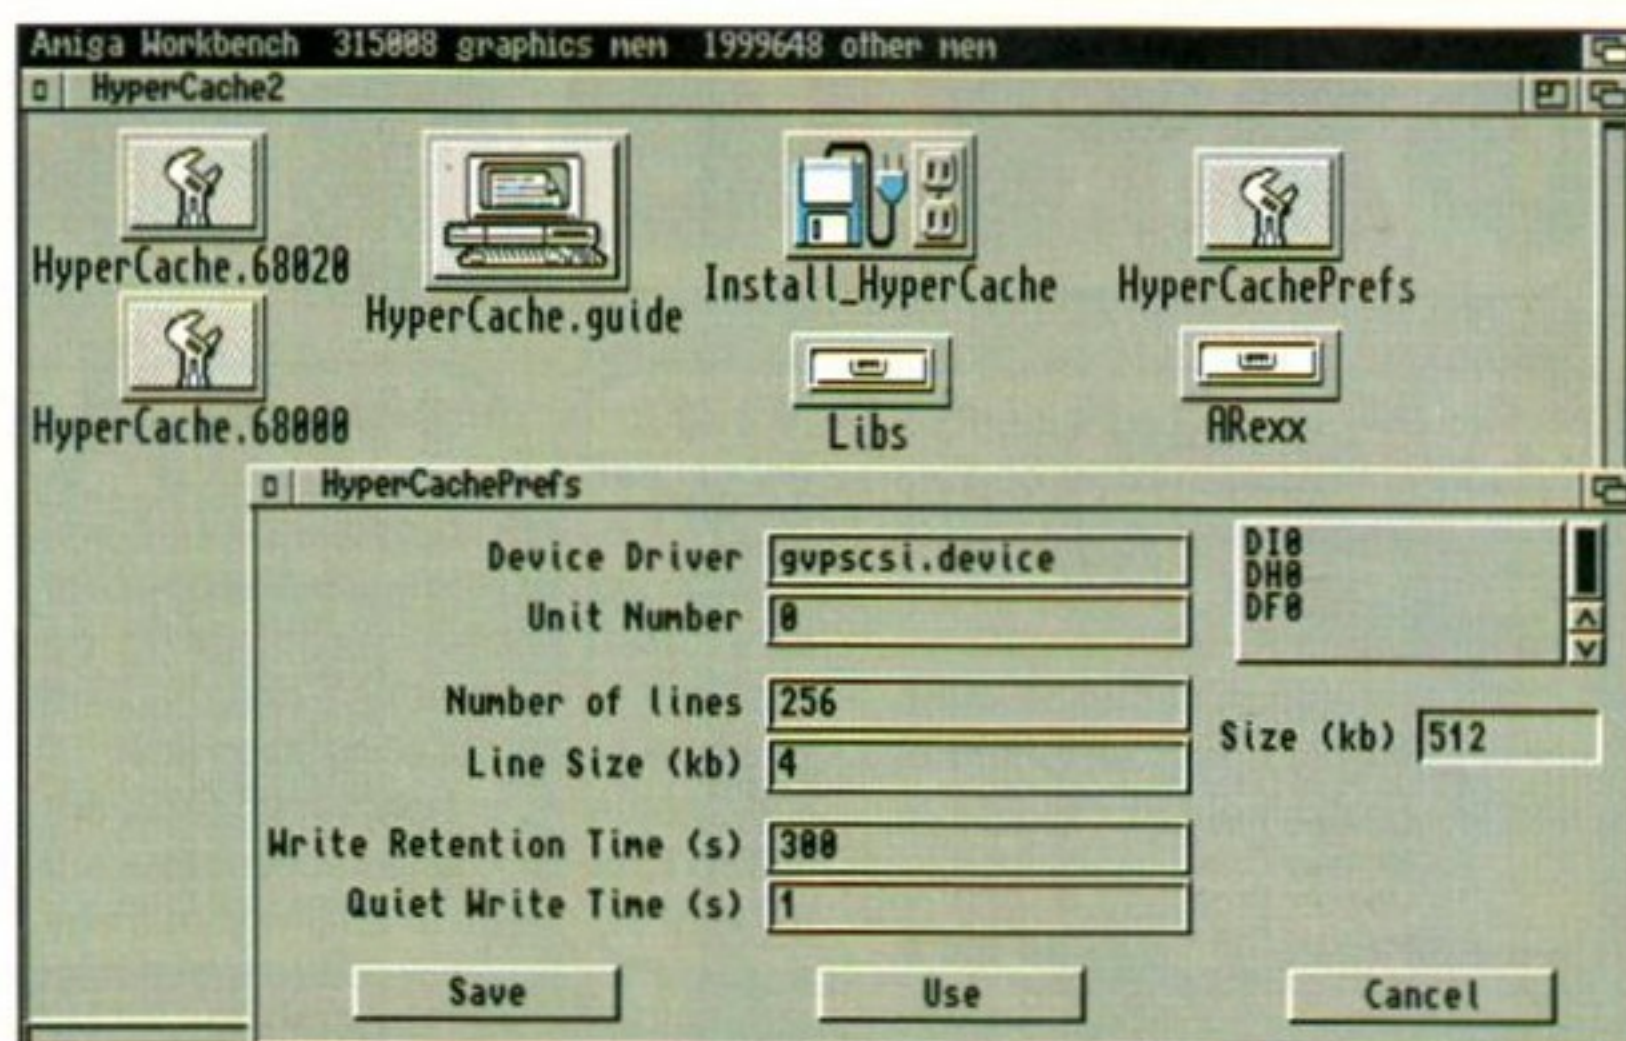 Amiga Workbench 315008 graphics mem 1999648 other mem
HyperCache2
HyperCache.68020
HyperCache.guide
Install_HyperCache
HyperCachePrefs
HyperCache.68000
Libs
ARexx
HyperCachePrefs
Device Driver gvpscsi.device
Unit Number 0
DI0
DH0
DF0
Number of lines 256
Line Size (kb) 4
Size (kb) 512
Write Retention Time (s) 300
Quiet Write Time (s) 1
Save Use Cancel